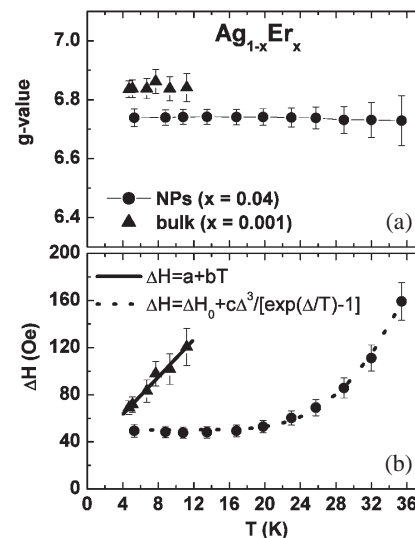 Ag₁₋ₓErₓ
7.0
6.8
6.6
6.4
g-value
NPs (x = 0.04)
bulk (x = 0.001)
(a)
200
160
120
80
40
0
ΔH (Oe)
ΔH=a+bT
ΔH=ΔH₀+cΔ³/[exp(Δ/T)-1]
(b)
0 4 8 12 16 20 24 28 32 36
T (K)